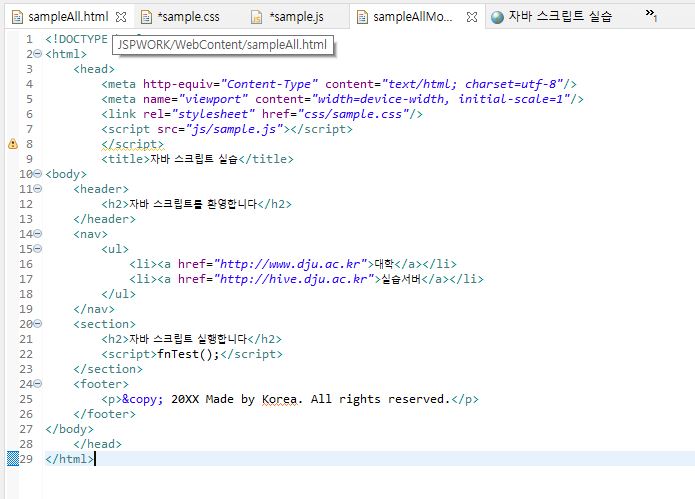 sampleAll.html *sample.css *sample.js sampleAllMo... 자바 스크립트 실습 »1
JSPWORK/WebContent/sampleAll.html
1 <!DOCTYPE
2 <html>
3 <head>
4 <meta http-equiv="Content-Type" content="text/html; charset=utf-8"/>
5 <meta name="viewport" content="width=device-width, initial-scale=1"/>
6 <link rel="stylesheet" href="css/sample.css"/>
7 <script src="js/sample.js"></script>
8 </script>
9 <title>자바 스크립트 실습</title>
10 <body>
11 <header>
12 <h2>자바 스크립트를 환영합니다</h2>
13 </header>
14 <nav>
15 <ul>
16 <li><a href="http://www.dju.ac.kr">대학</a></li>
17 <li><a href="http://hive.dju.ac.kr">실습서버</a></li>
18 </ul>
19 </nav>
20 <section>
21 <h2>자바 스크립트 실행합니다</h2>
22 <script>fnTest();</script>
23 </section>
24 <footer>
25 <p>&copy; 20XX Made by Korea. All rights reserved.</p>
26 </footer>
27 </body>
28 </head>
29 </html>